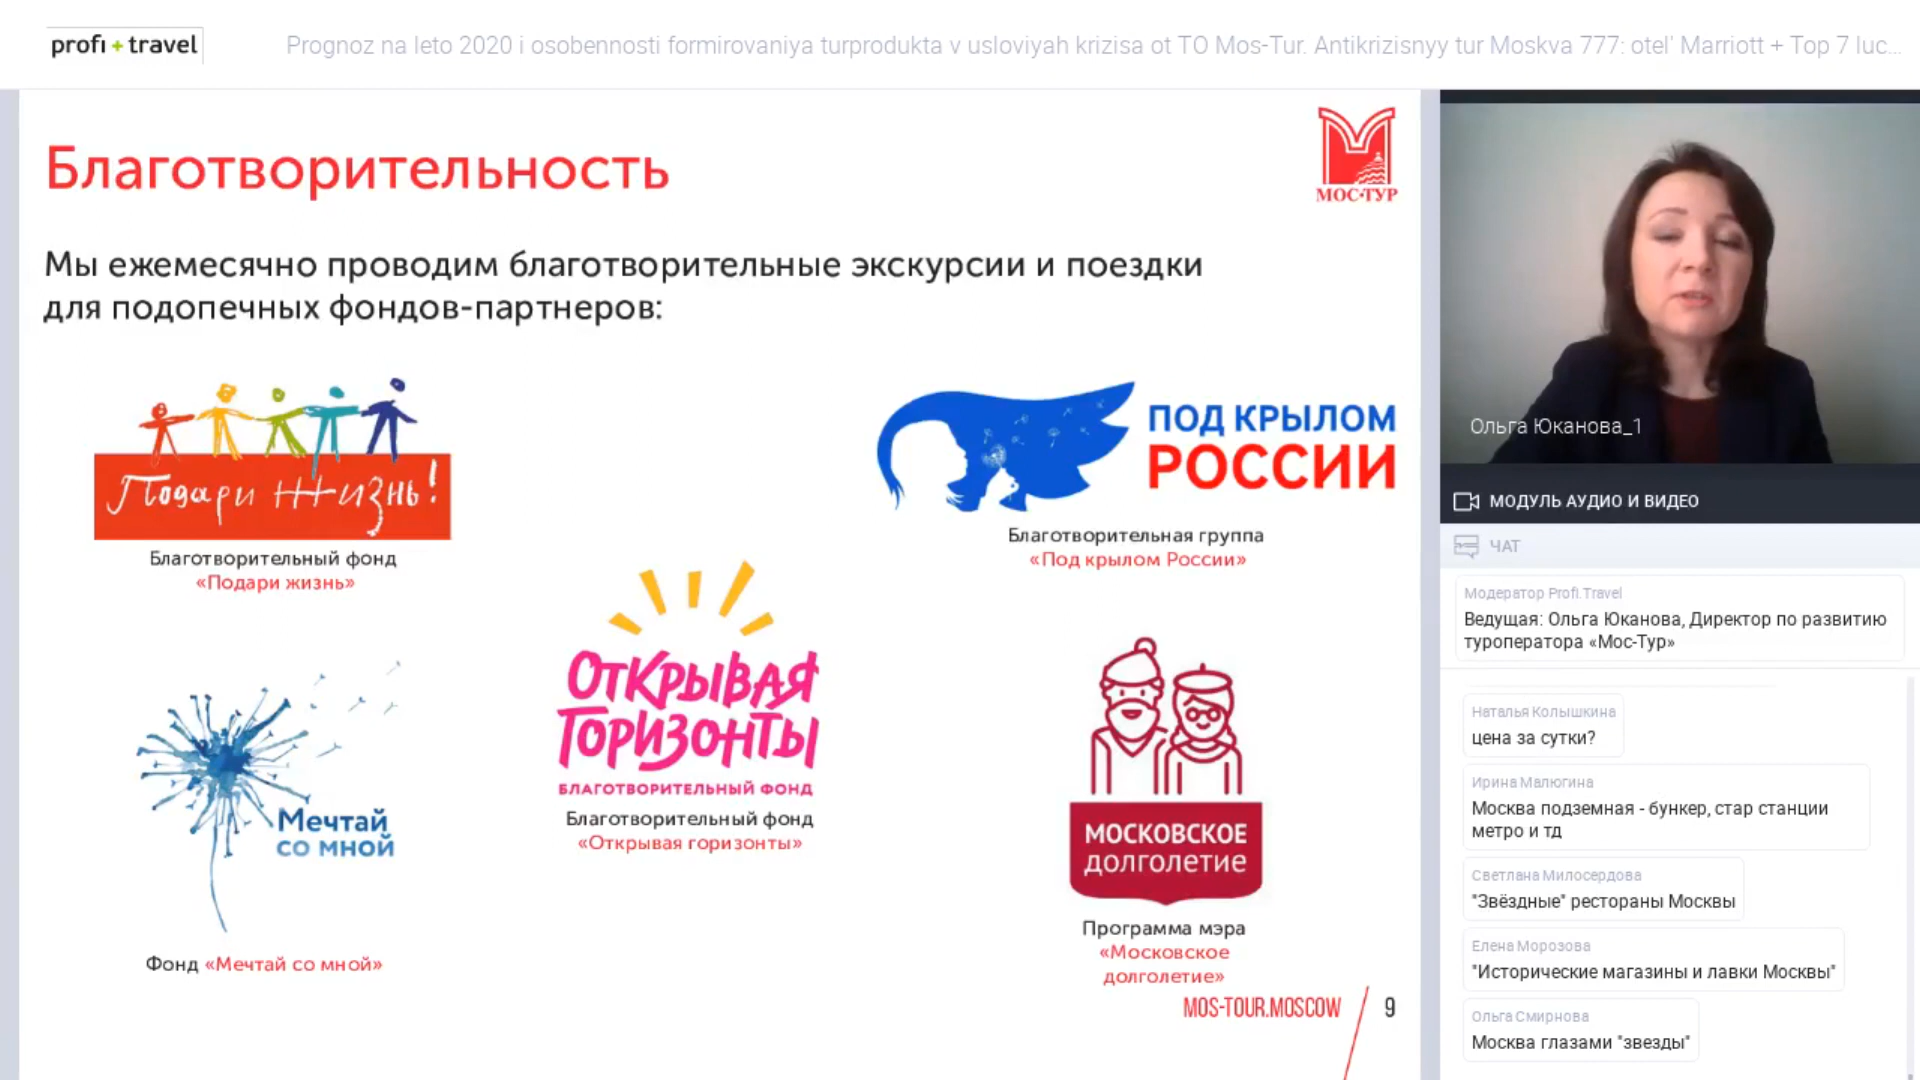 profi + travel
Prognoz na leto 2020 i osobennosti formirovaniya turprodukta v usloviyah krizisa ot TO Mos-Tur. Antikrizisnyy tur Moskva 777: otel' Marriott + Top 7 luc...
Благотворительность
МОС-ТУР
Мы ежемесячно проводим благотворительные экскурсии и поездки
для подопечных фондов-партнеров:
Подари жизнь!
Благотворительный фонд
«Подари жизнь»
ПОД КРЫЛОМ
РОССИИ
Благотворительная группа
«Под крылом России»
Мечтай
со мной
Фонд «Мечтай со мной»
Открывая
горизонты
БЛАГОТВОРИТЕЛЬНЫЙ ФОНД
Благотворительный фонд
«Открывая горизонты»
МОСКОВСКОЕ
долголетие
Программа мэра
«Московское
долголетие»
MOS-TOUR.MOSCOW
9
Ольга Юканова_1
МОДУЛЬ АУДИО И ВИДЕО
ЧАТ
Модератор Profi.Travel
Ведущая: Ольга Юканова, Директор по развитию
туроператора «Мос-Тур»
Наталья Колышкина
цена за сутки?
Ирина Малюгина
Москва подземная - бункер, стар станции
метро и тд
Светлана Милосердова
"Звёздные" рестораны Москвы
Елена Морозова
"Исторические магазины и лавки Москвы"
Ольга Смирнова
Москва глазами "звезды"